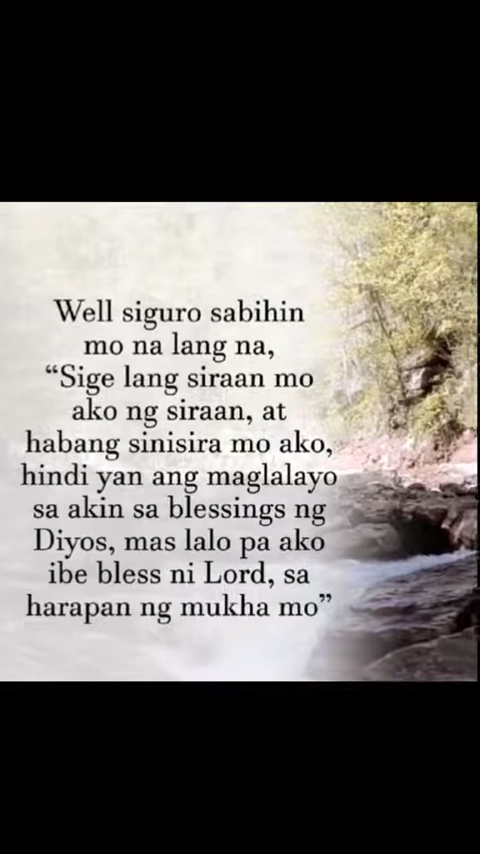 Well siguro sabihin
mo na lang na,
“Sige lang siraan mo
ako ng siraan, at
habang sinisira mo ako,
hindi yan ang maglalayo
sa akin sa blessings ng
Diyos, mas lalo pa ako
ibe bless ni Lord, sa
harapan ng mukha mo”